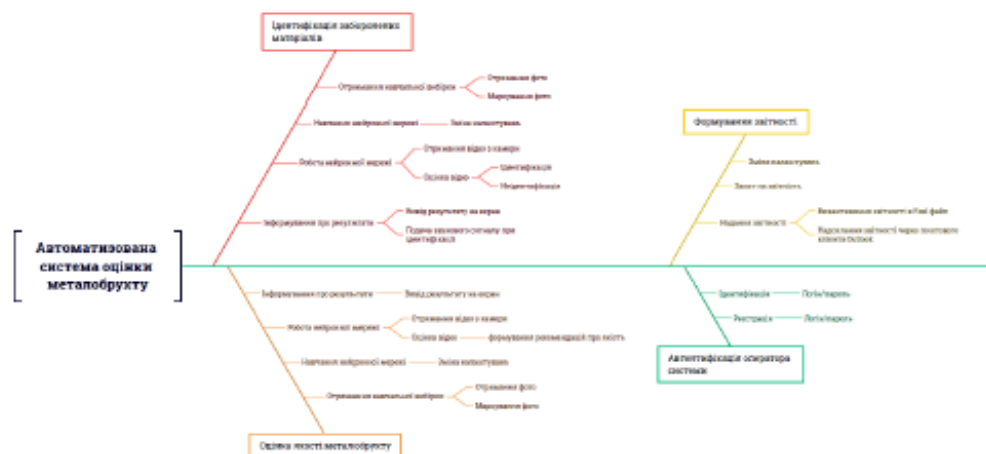 Ідентифікація заборонених
матеріалів
Отримання навчальної вибірки
Отримання фото
Маркування фото
Навчання нейронної мережі
Зміна налаштувань
Робота нейронної мережі
Отримання відео з камери
Оцінка відео
Ідентифікація
Неідентифікація
Інформування про результати
Вивід результату на екран
Подача звукового сигналу при
ідентифікації
Формування звітності
Зміна налаштувань
Запит на звітність
Надання звітності
Вивантаження звітності в Exel файл
Надсилання звітності через поштового
клієнта Outlook
Автоматизована
система оцінки
металобрухту
Інформування про результати
Вивід результату на екран
Робота нейронної мережі
Отримання відео з камери
Оцінка відео
формування рекомендацій про якість
Навчання нейронної мережі
Зміна налаштувань
Отримання навчальної вибірки
Отримання фото
Маркування фото
Оцінка якості металобрухту
Ідентифікація
Логін/пароль
Реєстрація
Логін/пароль
Автентифікація оператора
системи